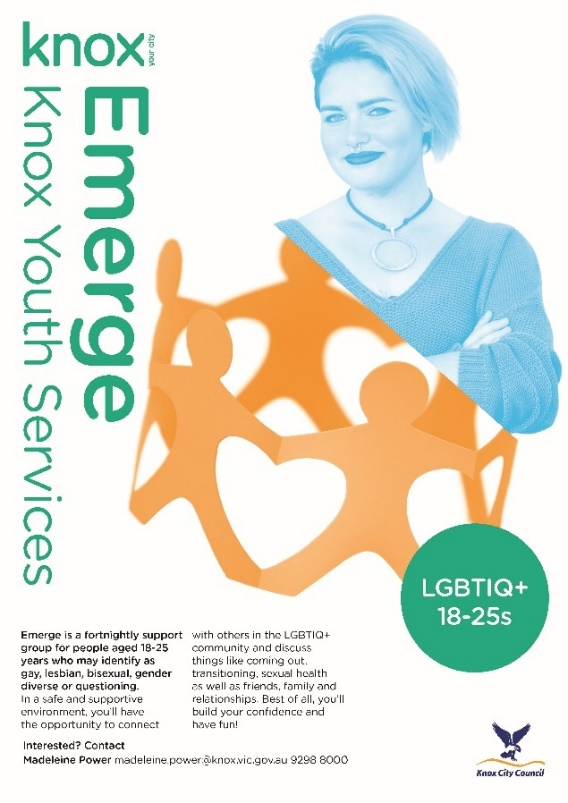 knox your city
Emerge
Knox Youth Services
LGBTIQ+
18-25s
Emerge is a fortnightly support
group for people aged 18-25
years who may identify as
gay, lesbian, bisexual, gender
diverse or questioning.
In a safe and supportive
environment, you'll have
the opportunity to connect
with others in the LGBTIQ+
community and discuss
things like coming out,
transitioning, sexual health
as well as friends, family and
relationships. Best of all, you'll
build your confidence and
have fun!
Interested? Contact
Madeleine Power madeleine.power@knox.vic.gov.au 9298 8000
Knox City Council